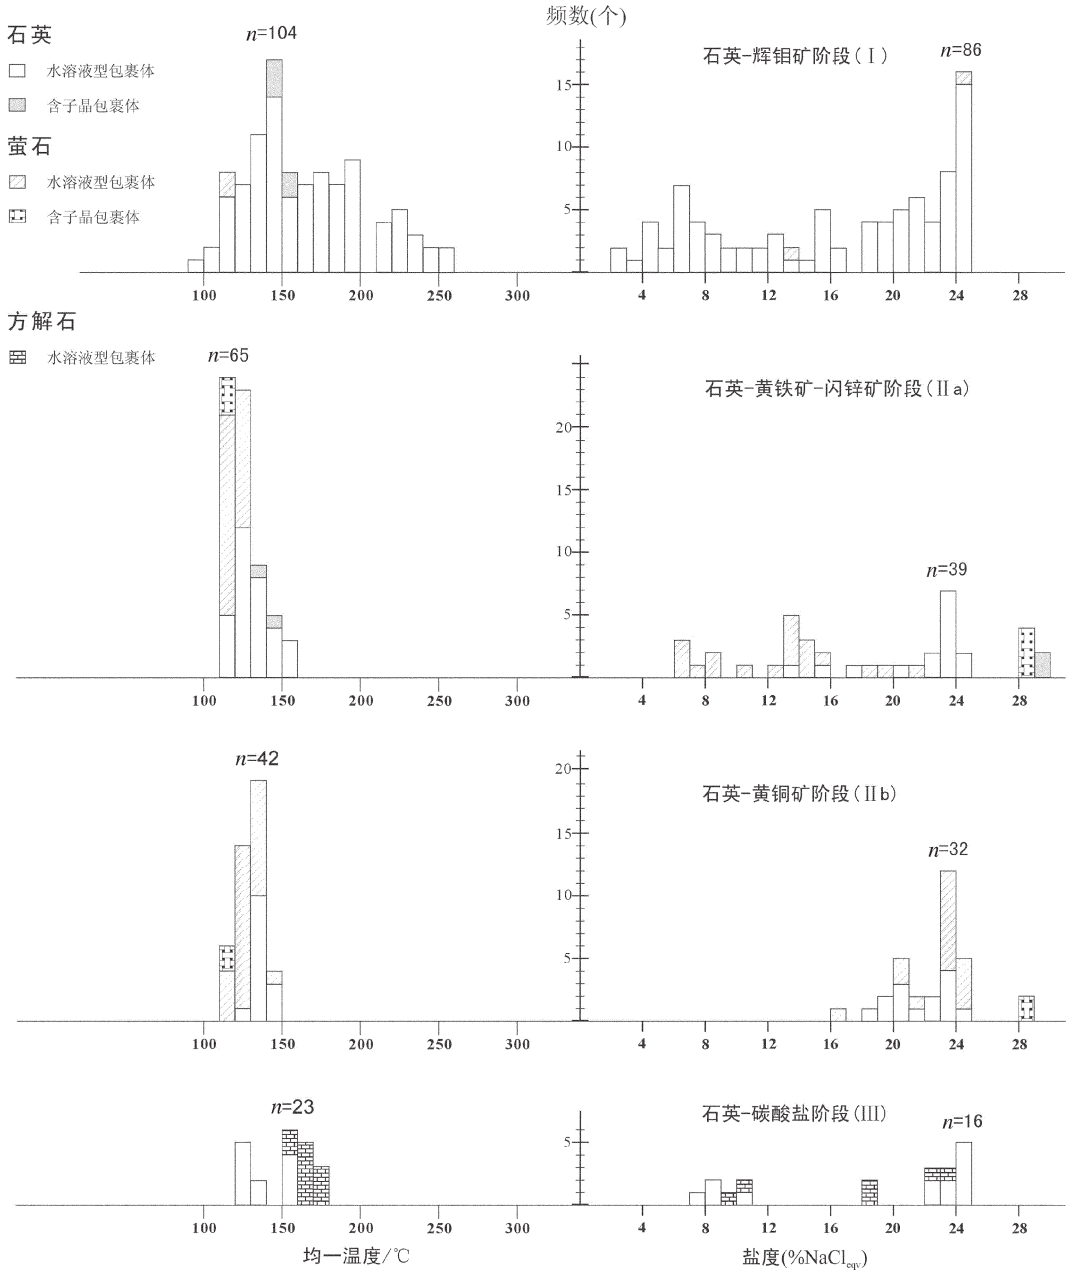 频数(个)
石英
水溶液型包裹体
含子晶包裹体
萤石
水溶液型包裹体
含子晶包裹体
方解石
水溶液型包裹体
n=104
100 150 200 250 300
石英-辉钼矿阶段(Ⅰ)
n=86
15
10
5
4 8 12 16 20 24 28
n=65
100 150 200 250 300
石英-黄铁矿-闪锌矿阶段(Ⅱa)
n=39
20
15
10
5
4 8 12 16 20 24 28
n=42
100 150 200 250 300
石英-黄铜矿阶段(Ⅱb)
n=32
20
15
10
5
4 8 12 16 20 24 28
n=23
100 150 200 250 300
均一温度/℃
石英-碳酸盐阶段(Ⅲ)
n=16
5
4 8 12 16 20 24 28
盐度(%NaCleqv)